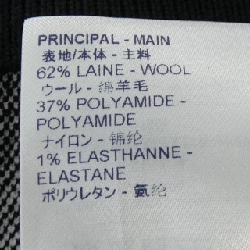 PRINCIPAL - MAIN
表地/本体 - 主料
62% LAINE - WOOL
ウール - 绵羊毛
37% POLYAMIDE -
POLYAMIDE
ナイロン - 锦纶
1% ELASTHANNE -
ELASTANE
ポリウレタン - 氨纶